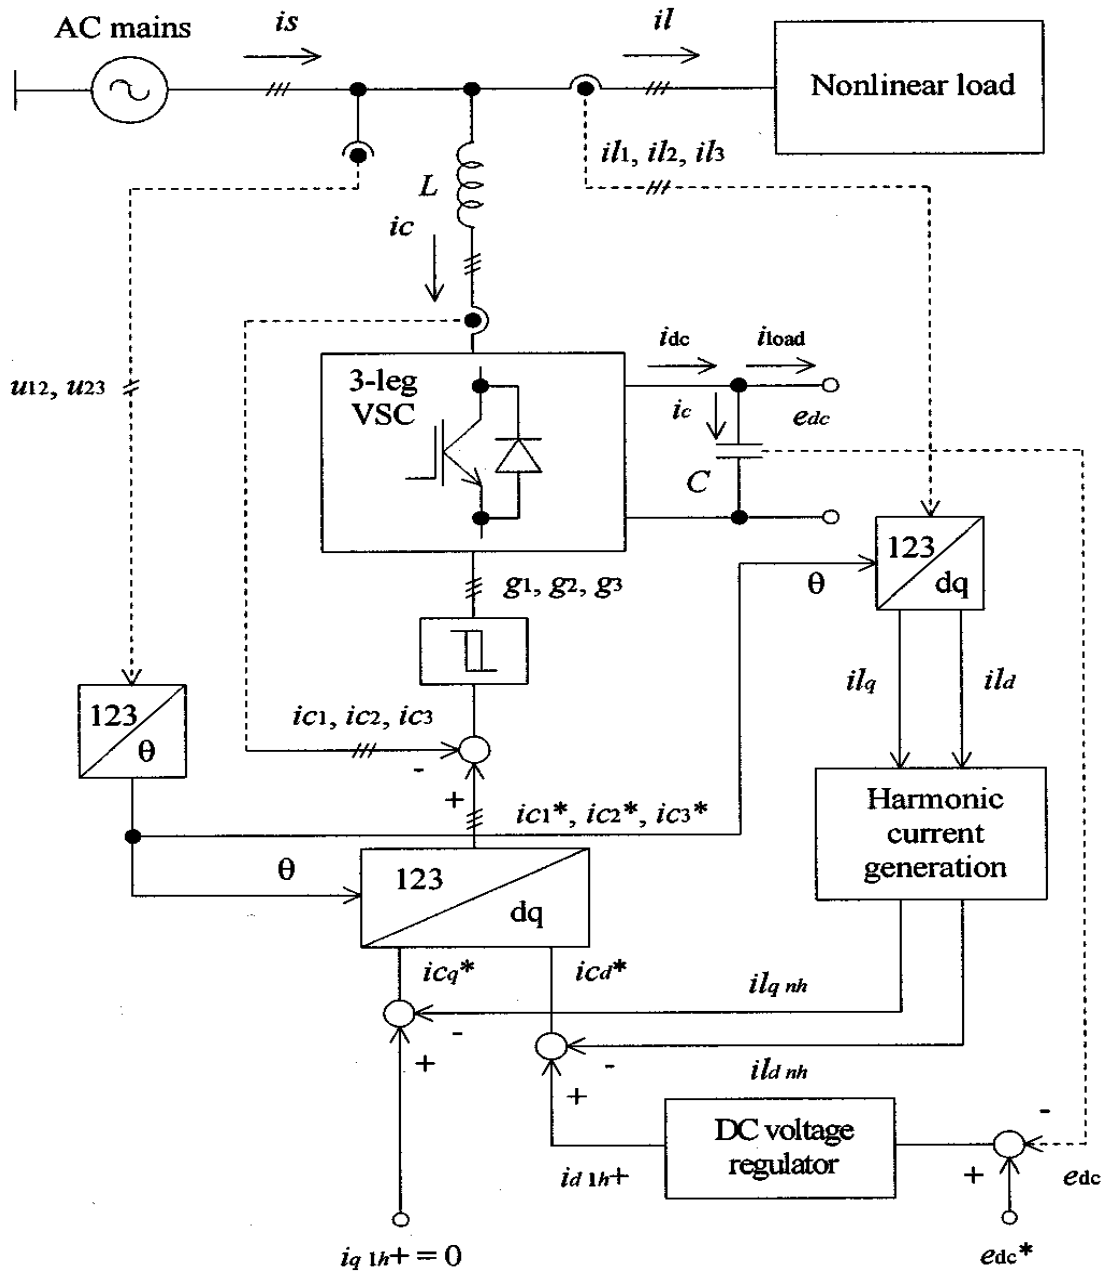 AC mains
is
il
Nonlinear load
il1, il2, il3
L
ic
u12, u23
3-leg
VSC
idc
iload
ic
edc
C
g1, g2, g3
θ
123
dq
ilq
ild
123
θ
ic1, ic2, ic3
-
+
ic1*, ic2*, ic3*
Harmonic
current
generation
θ
123
dq
icq*
icd*
ilq nh
-
+
-
ild nh
+
DC voltage
regulator
-
+
id 1h+
edc
iq 1h+ = 0
edc*